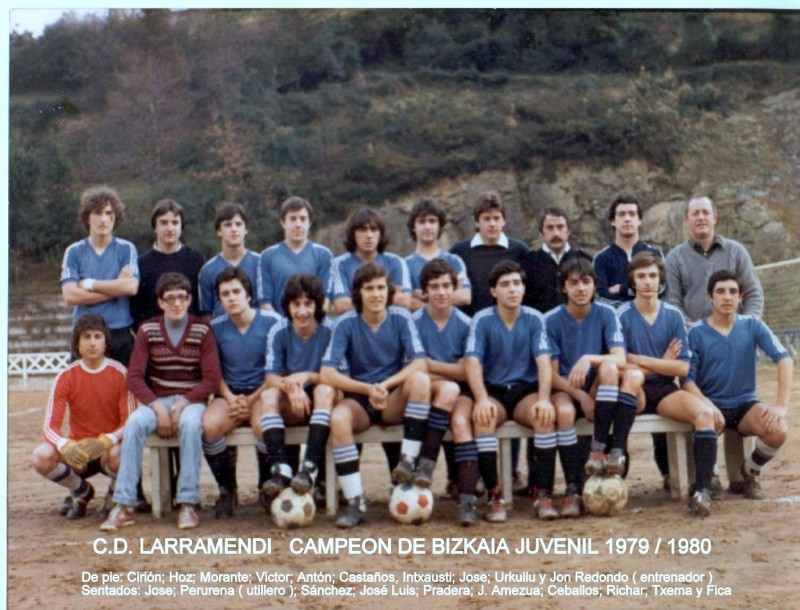 C.D. LARRAMENDI CAMPEON DE BIZKAIA JUVENIL 1979 / 1980
De pie: Cirión; Hoz; Morante; Victor; Antón; Castaños, Intxausti; Jose; Urkullu y Jon Redondo ( entrenador )
Sentados: Jose; Perurena ( utillero ); Sánchez; José Luis; Pradera; J. Amezua; Ceballos; Richar, Txema y Fica